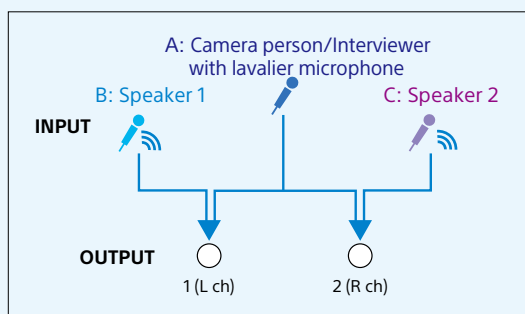 A: Camera person/Interviewer
with lavalier microphone
B: Speaker 1
C: Speaker 2
INPUT
OUTPUT
1 (L ch)
2 (R ch)